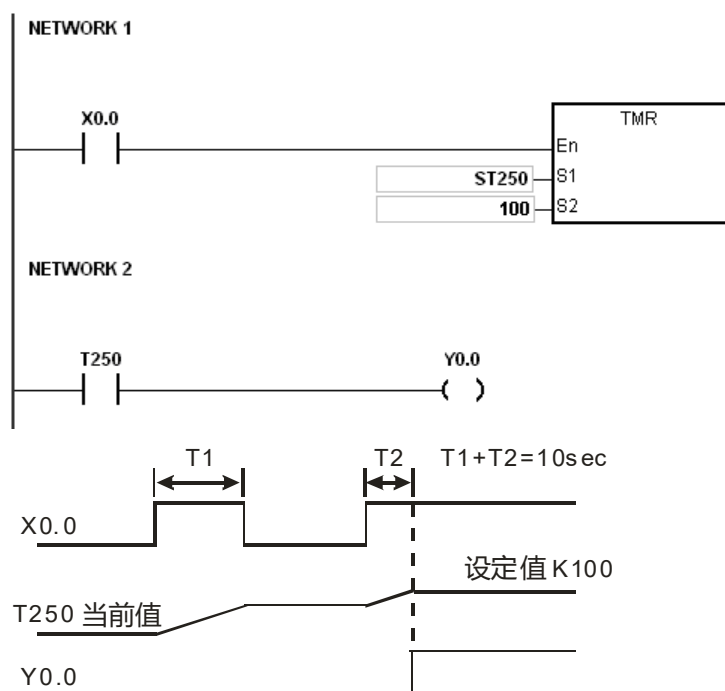 NETWORK 1
X0.0
TMR
En
ST250 S1
100 S2
NETWORK 2
T250 Y0.0
T1 T2 T1+T2=10sec
X0.0
设定值 K100
T250 当前值
Y0.0